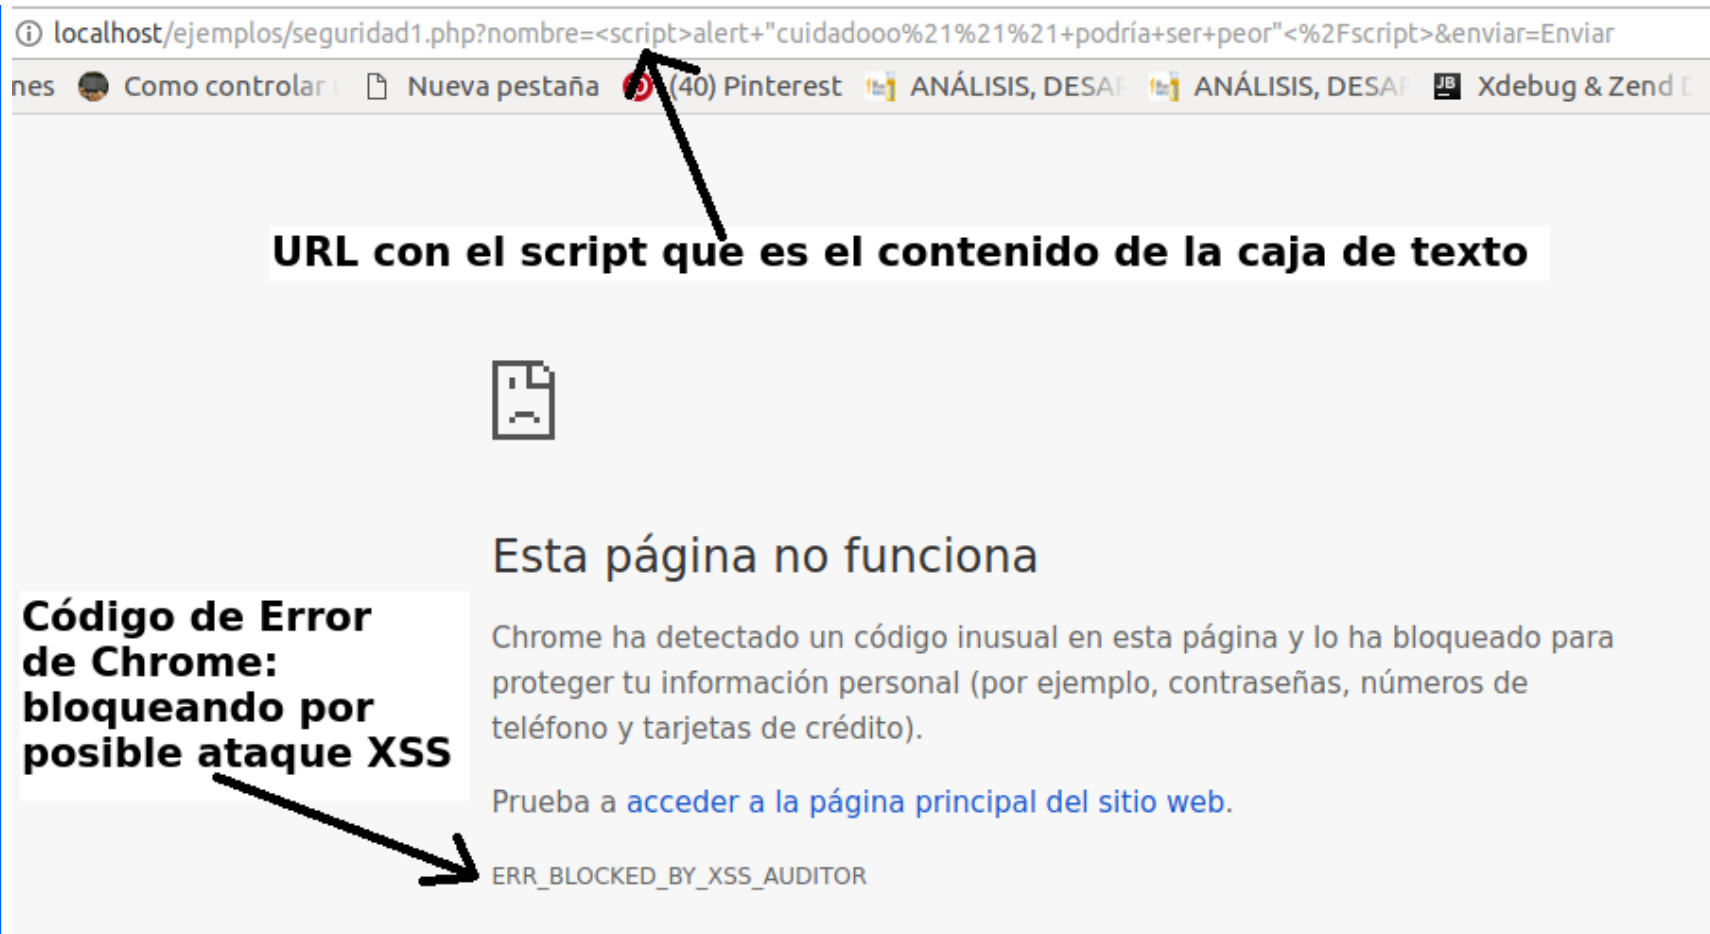 localhost/ejemplos/seguridad1.php?nombre=<script>alert+"cuidadooo%21%21%21+podría+ser+peor"<%2Fscript>&enviar=Enviar
nes Como controlar Nueva pestaña (40) Pinterest ANÁLISIS, DESAR ANÁLISIS, DESAR Xdebug & Zend D
URL con el script que es el contenido de la caja de texto
Esta página no funciona
Código de Error
de Chrome:
bloqueando por
posible ataque XSS
Chrome ha detectado un código inusual en esta página y lo ha bloqueado para
proteger tu información personal (por ejemplo, contraseñas, números de
teléfono y tarjetas de crédito).
Prueba a acceder a la página principal del sitio web.
ERR_BLOCKED_BY_XSS_AUDITOR